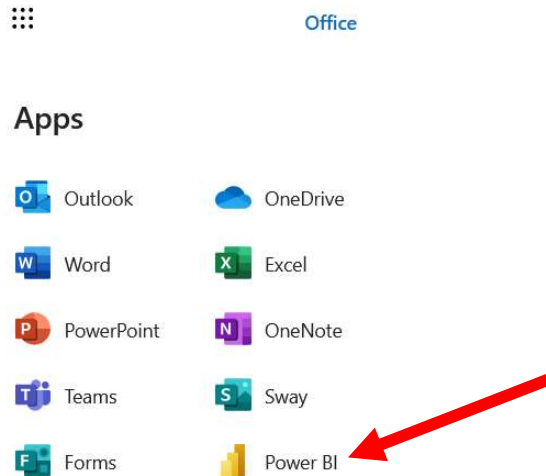 Office
Apps
Outlook OneDrive
Word Excel
PowerPoint OneNote
Teams Sway
Forms Power BI